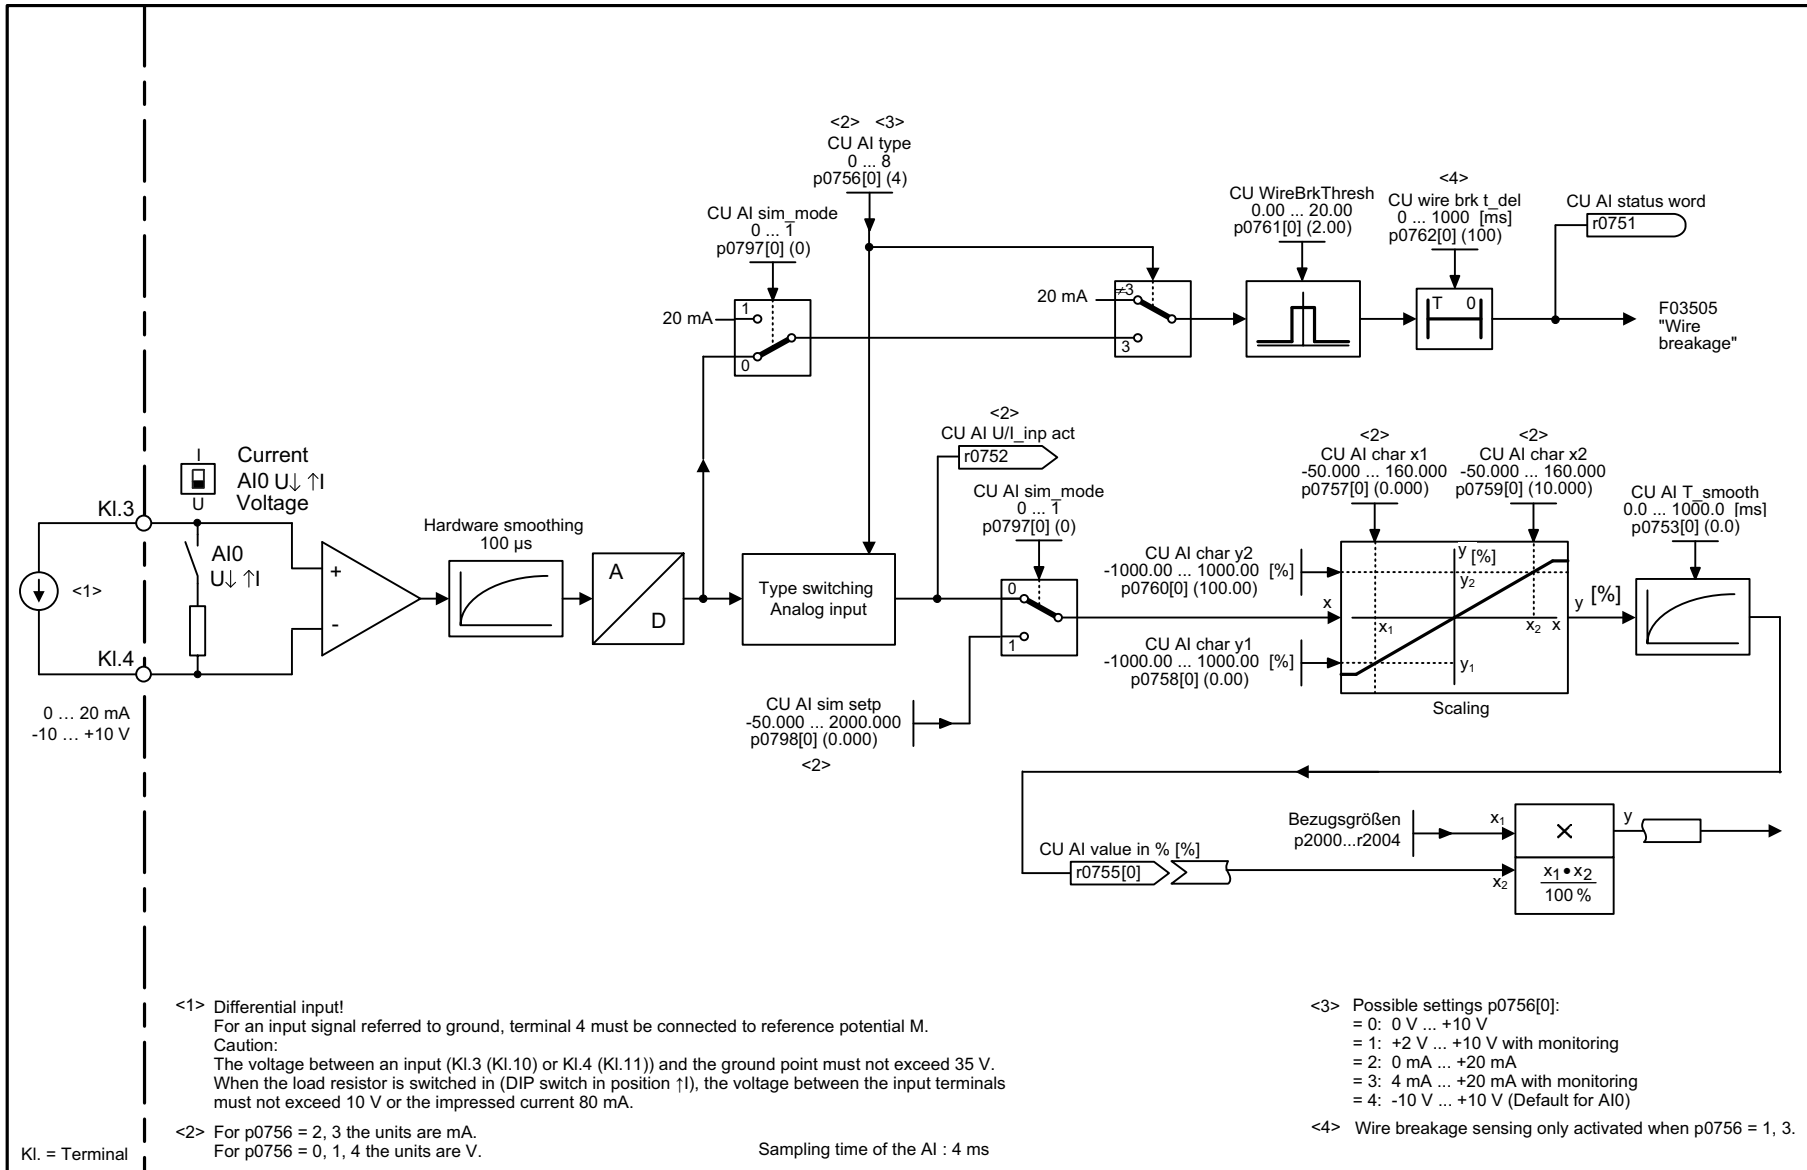 <2> <3>
CU AI type
0 ... 8
p0756[0] (4)
CU AI sim_mode
0 ... 1
p0797[0] (0)
20 mA
1
0
20 mA
≠3
3
CU WireBrkThresh
0.00 ... 20.00
p0761[0] (2.00)
<4>
CU wire brk t_del
0 ... 1000 [ms]
p0762[0] (100)
T 0
CU AI status word
r0751
F03505
"Wire
breakage"
I
U
Current
AI0 U↓ ↑I
Voltage
Kl.3
AI0
U↓ ↑I
<1>
Kl.4
0 ... 20 mA
-10 ... +10 V
+
-
Hardware smoothing
100 µs
A
D
Type switching
Analog input
<2>
CU AI U/I_inp act
r0752
CU AI sim_mode
0 ... 1
p0797[0] (0)
0
1
CU AI sim setp
-50.000 ... 2000.000
p0798[0] (0.000)
<2>
CU AI char y2
-1000.00 ... 1000.00 [%]
p0760[0] (100.00)
x
CU AI char y1
-1000.00 ... 1000.00 [%]
p0758[0] (0.00)
<2>
CU AI char x1
-50.000 ... 160.000
p0757[0] (0.000)
<2>
CU AI char x2
-50.000 ... 160.000
p0759[0] (10.000)
y [%]
y2
x1
x2 x
y1
Scaling
y [%]
CU AI T_smooth
0.0 ... 1000.0 [ms]
p0753[0] (0.0)
Bezugsgrößen
p2000...r2004
x1
×
y
CU AI value in % [%]
r0755[0]
x2
x1•x2
100 %
<1> Differential input!
For an input signal referred to ground, terminal 4 must be connected to reference potential M.
Caution:
The voltage between an input (Kl.3 (Kl.10) or Kl.4 (Kl.11)) and the ground point must not exceed 35 V.
When the load resistor is switched in (DIP switch in position ↑I), the voltage between the input terminals
must not exceed 10 V or the impressed current 80 mA.
<2> For p0756 = 2, 3 the units are mA.
For p0756 = 0, 1, 4 the units are V.
Kl. = Terminal
Sampling time of the AI : 4 ms
<3> Possible settings p0756[0]:
= 0: 0 V ... +10 V
= 1: +2 V ... +10 V with monitoring
= 2: 0 mA ... +20 mA
= 3: 4 mA ... +20 mA with monitoring
= 4: -10 V ... +10 V (Default for AI0)
<4> Wire breakage sensing only activated when p0756 = 1, 3.